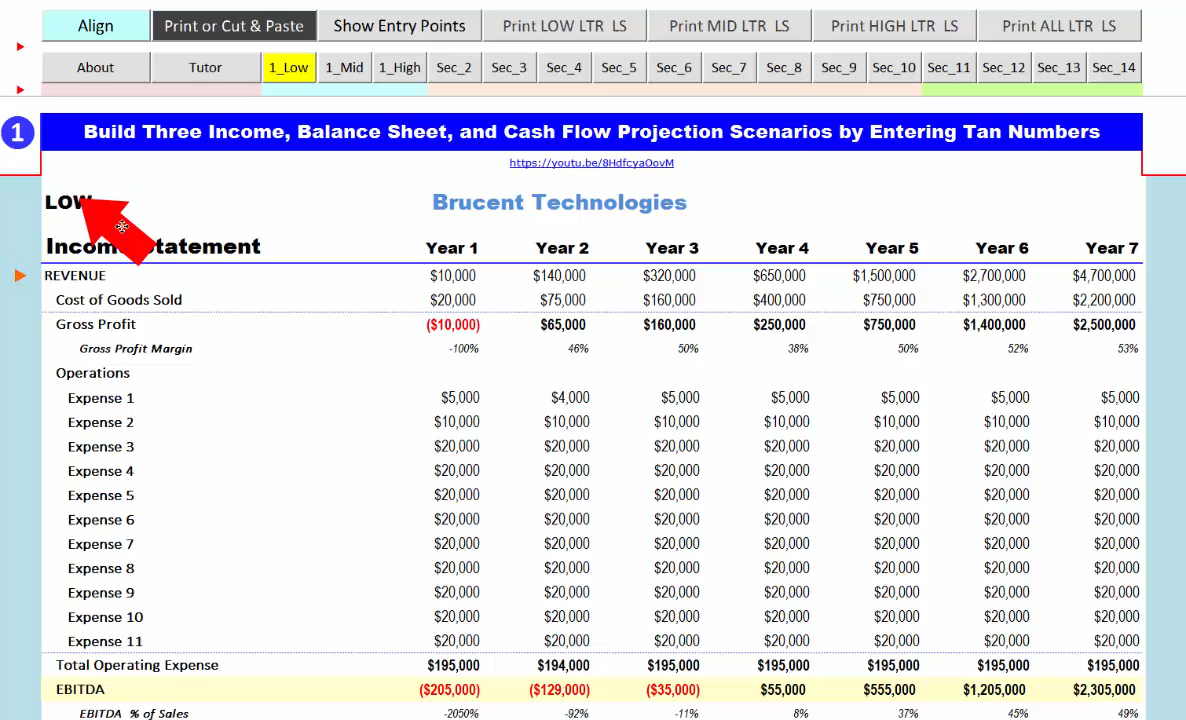 Align Print or Cut & Paste Show Entry Points Print LOW LTR LS Print MID LTR LS Print HIGH LTR LS Print ALL LTR LS
About Tutor 1_Low 1_Mid 1_High Sec_2 Sec_3 Sec_4 Sec_5 Sec_6 Sec_7 Sec_8 Sec_9 Sec_10 Sec_11 Sec_12 Sec_13 Sec_14
1 Build Three Income, Balance Sheet, and Cash Flow Projection Scenarios by Entering Tan Numbers
https://youtu.be/8HdfcyaOovM
LOW Brucent Technologies
Income Statement Year 1 Year 2 Year 3 Year 4 Year 5 Year 6 Year 7
REVENUE $10,000 $140,000 $320,000 $650,000 $1,500,000 $2,700,000 $4,700,000
Cost of Goods Sold $20,000 $75,000 $160,000 $400,000 $750,000 $1,300,000 $2,200,000
Gross Profit ($10,000) $65,000 $160,000 $250,000 $750,000 $1,400,000 $2,500,000
Gross Profit Margin -100% 46% 50% 38% 50% 52% 53%
Operations
Expense 1 $5,000 $4,000 $5,000 $5,000 $5,000 $5,000 $5,000
Expense 2 $10,000 $10,000 $10,000 $10,000 $10,000 $10,000 $10,000
Expense 3 $20,000 $20,000 $20,000 $20,000 $20,000 $20,000 $20,000
Expense 4 $20,000 $20,000 $20,000 $20,000 $20,000 $20,000 $20,000
Expense 5 $20,000 $20,000 $20,000 $20,000 $20,000 $20,000 $20,000
Expense 6 $20,000 $20,000 $20,000 $20,000 $20,000 $20,000 $20,000
Expense 7 $20,000 $20,000 $20,000 $20,000 $20,000 $20,000 $20,000
Expense 8 $20,000 $20,000 $20,000 $20,000 $20,000 $20,000 $20,000
Expense 9 $20,000 $20,000 $20,000 $20,000 $20,000 $20,000 $20,000
Expense 10 $20,000 $20,000 $20,000 $20,000 $20,000 $20,000 $20,000
Expense 11 $20,000 $20,000 $20,000 $20,000 $20,000 $20,000 $20,000
Total Operating Expense $195,000 $194,000 $195,000 $195,000 $195,000 $195,000 $195,000
EBITDA ($205,000) ($129,000) ($35,000) $55,000 $555,000 $1,205,000 $2,305,000
EBITDA % of Sales -2050% -92% -11% 8% 37% 45% 49%